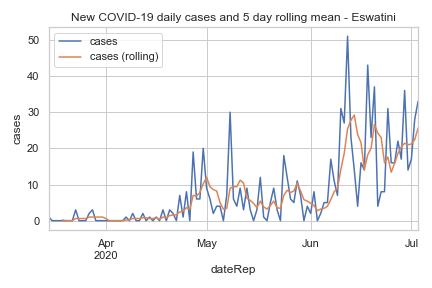 New COVID-19 daily cases and 5 day rolling mean - Eswatini
cases
cases (rolling)
50
40
30
20
10
0
cases
Apr
2020
May
Jun
Jul
dateRep